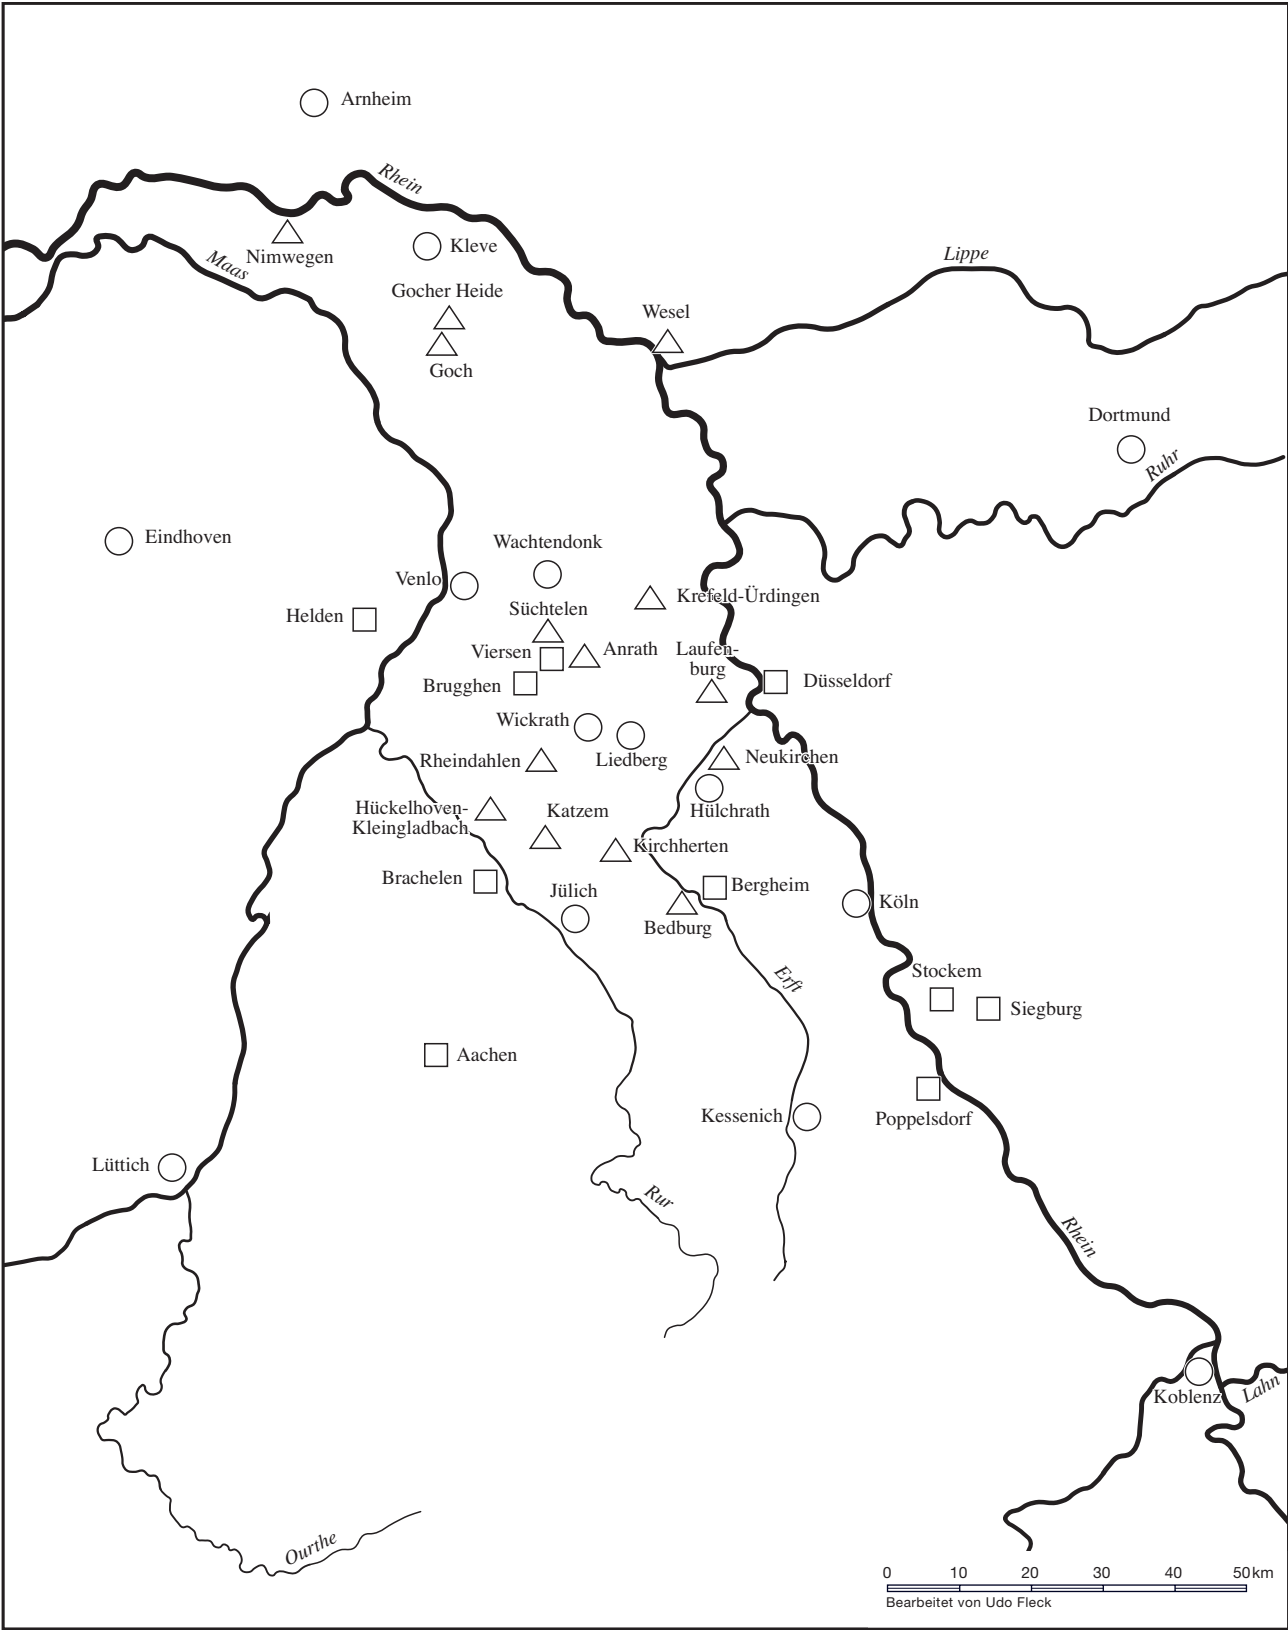 Arnheim
Rhein
Nimwegen
Kleve
Maas
Lippe
Gocher Heide
Wesel
Goch
Dortmund
Ruhr
Eindhoven
Wachtendonk
Venlo
Krefeld-Ürdingen
Helden
Süchtelen
Viersen
Anrath
Laufen-
burg
Brugghen
Düsseldorf
Wickrath
Liedberg
Rheindahlen
Neukirchen
Hückelhoven-
Kleingladbach
Katzem
Hülchrath
Kirchherten
Brachelen
Jülich
Bergheim
Bedburg
Köln
Erft
Stockem
Siegburg
Aachen
Kessenich
Poppelsdorf
Lüttich
Rur
Rhein
Koblenz
Lahn
Ourthe
0 10 20 30 40 50 km
Bearbeitet von Udo Fleck